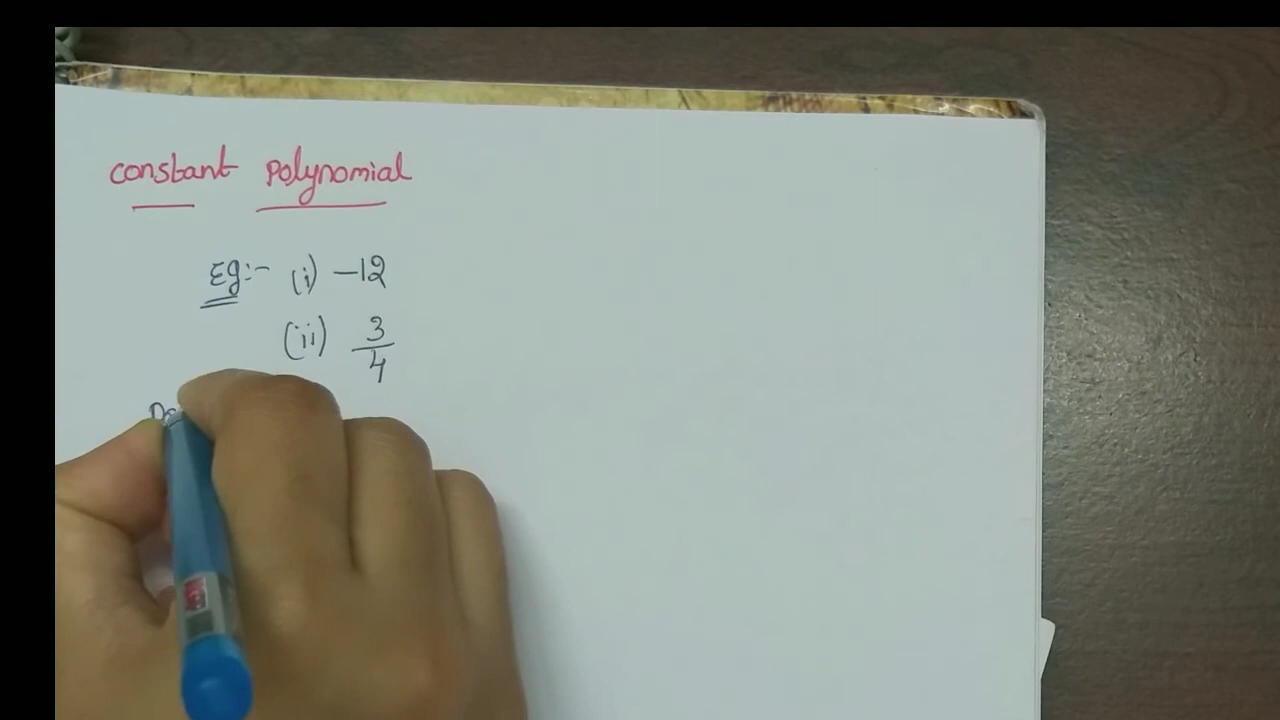 constant polynomial
Eg:- (i) -12
(ii) 3/4